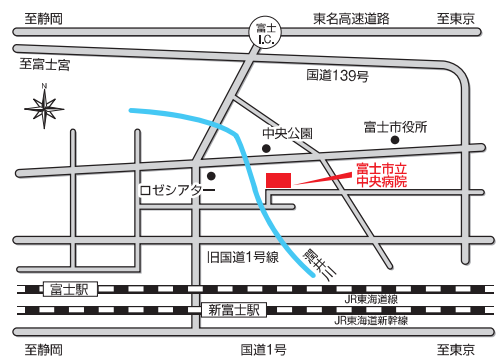 至静岡
東名高速道路
至東京
富士
I.C.
至富士宮
国道139号
N
中央公園
富士市役所
富士市立
中央病院
ロゼシアター
旧国道1号線
潤井川
富士駅
JR東海道線
新富士駅
JR東海道新幹線
至静岡
国道1号
至東京